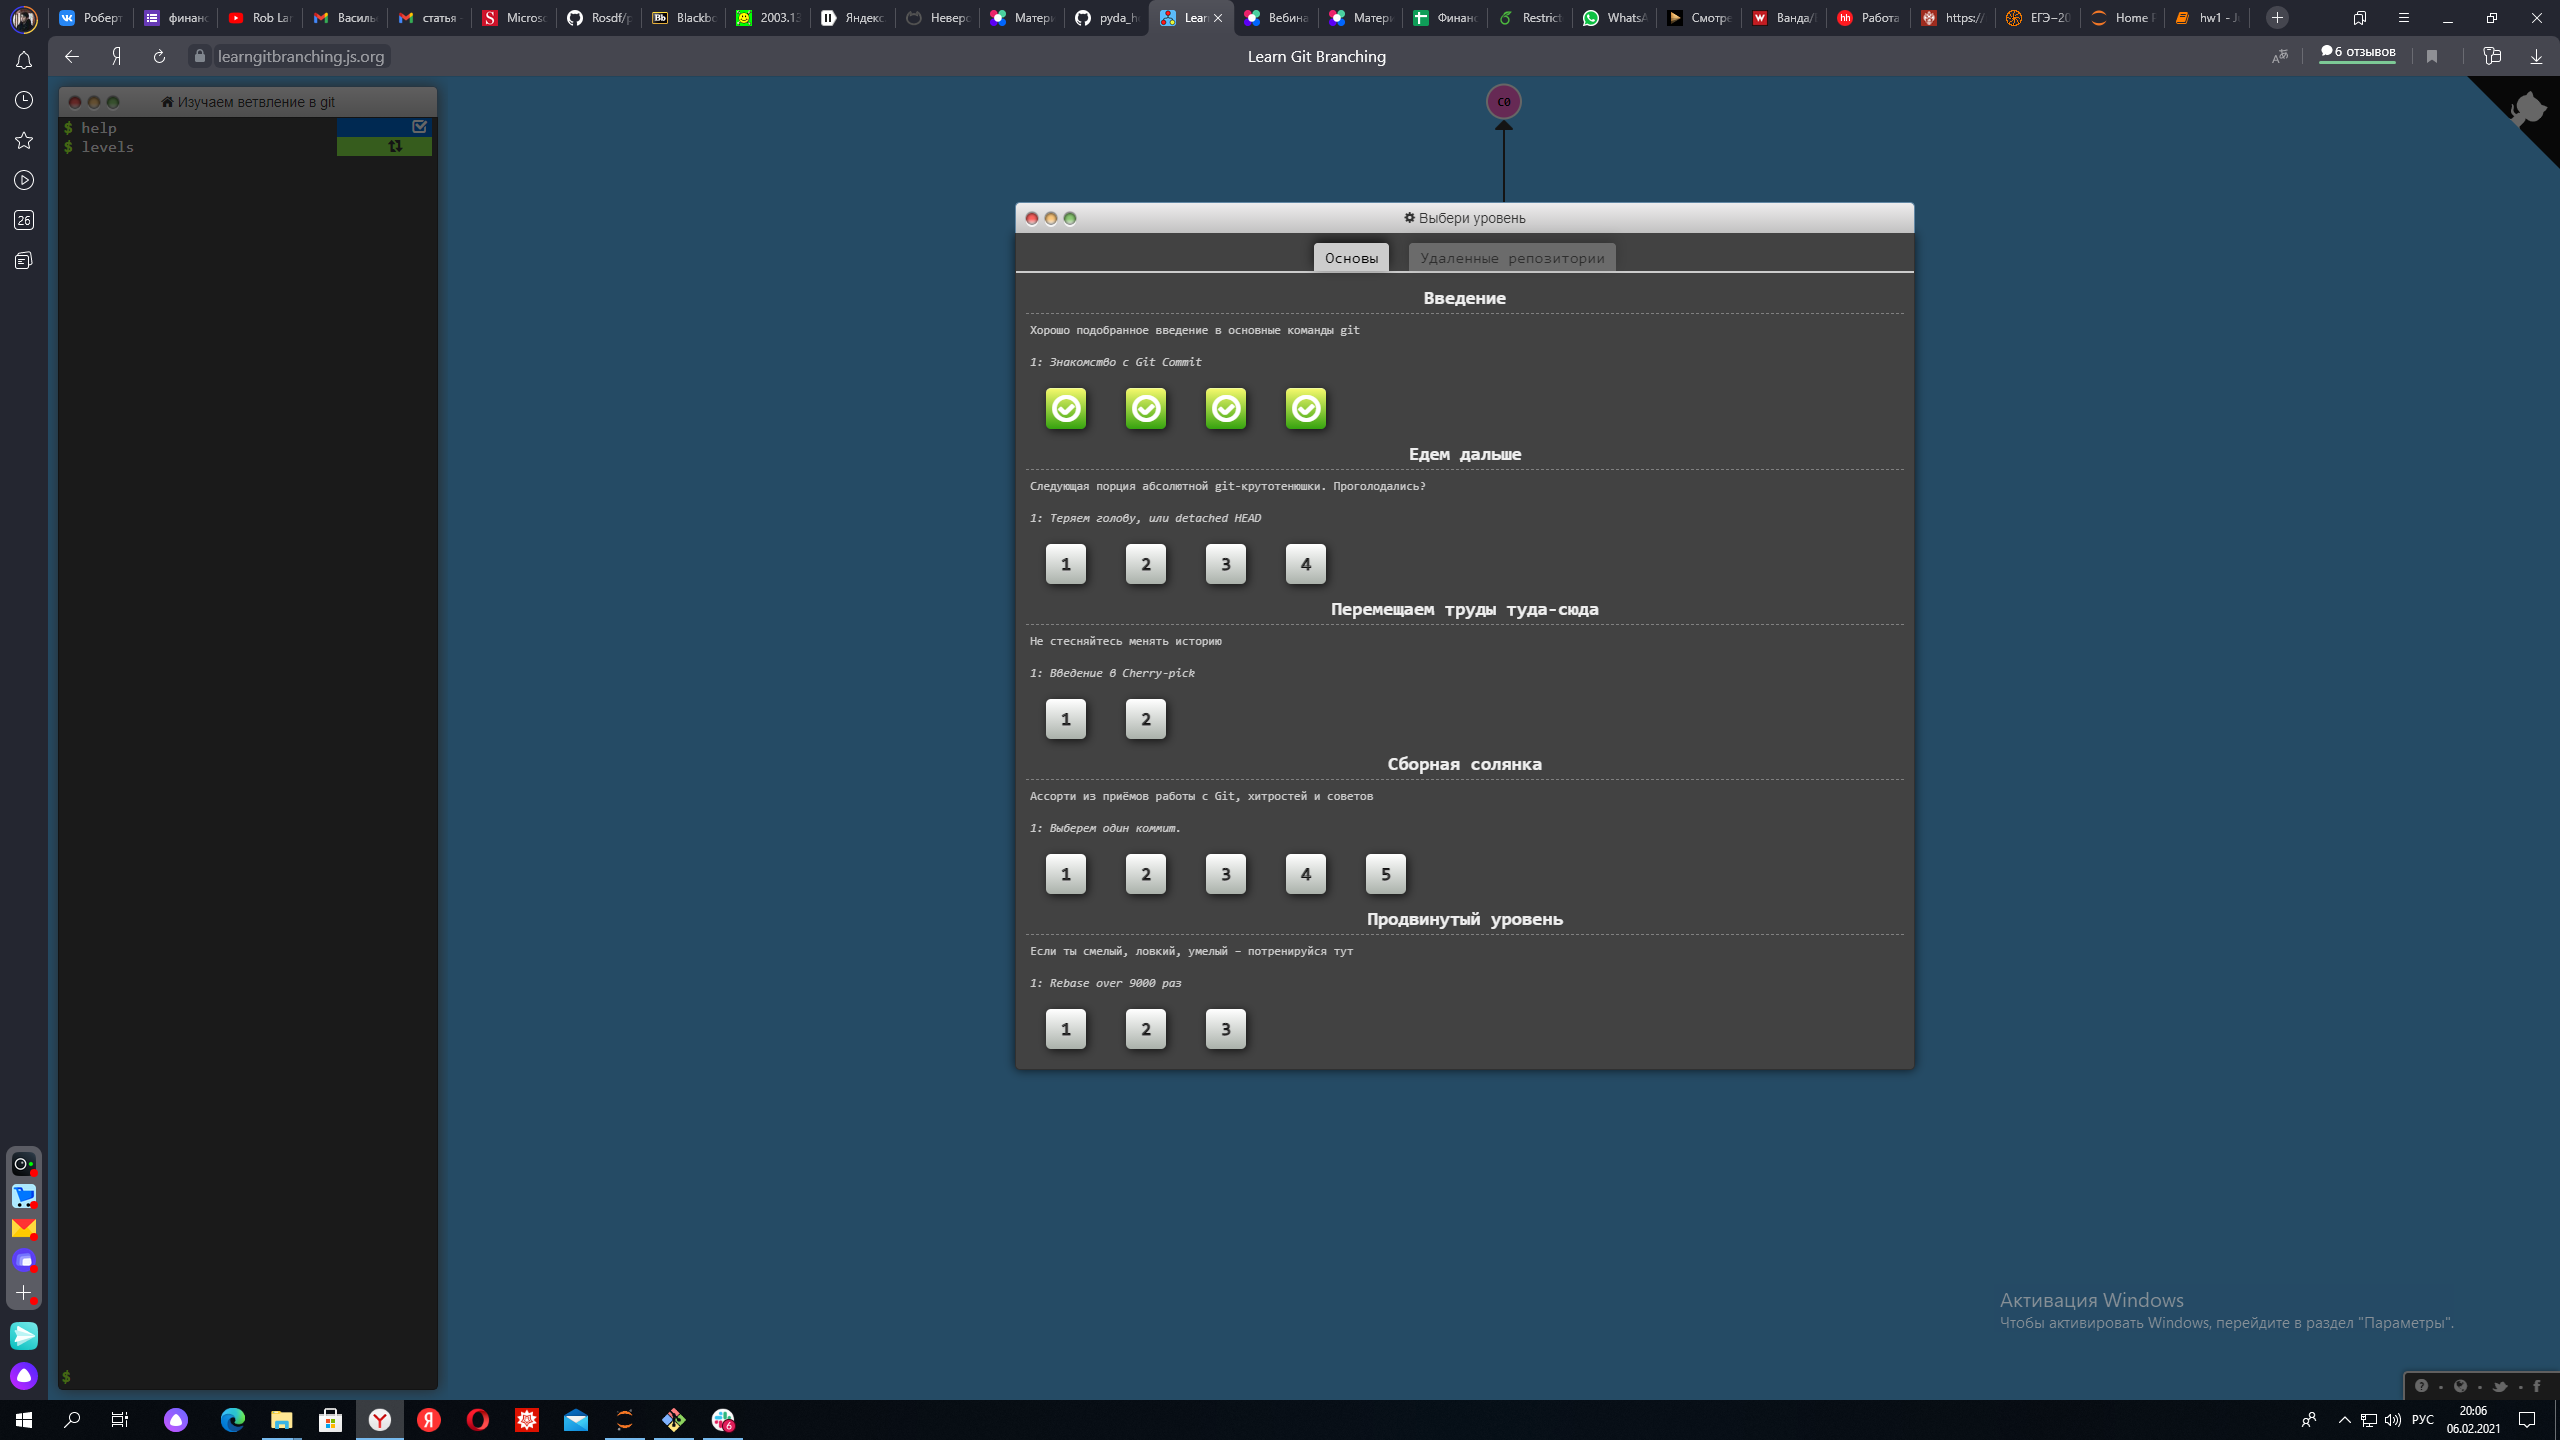 Роберт
финанс
Rob Lar
Василь
статья -
Microso
Rosdf/p
Blackbo
2003.13
Яндекс
Неверо
Матери
pyda_h
Learn
Вебина
Матери
Финанс
Restrict
WhatsA
Смотре
Ванда/
Работа
https://
ЕГЭ–20
Home P
hw1 - J
learngitbranching.js.org
Learn Git Branching
6 отзывов
26
Изучаем ветвление в git
$ help
$ levels
$
C0
Выбери уровень
Основы
Удаленные репозитории
Введение
Хорошо подобранное введение в основные команды git
1: Знакомство с Git Commit
Едем дальше
Следующая порция абсолютной git-крутотенюшки. Проголодались?
1: Теряем голову, или detached HEAD
1 2 3 4
Перемещаем труды туда-сюда
Не стесняйтесь менять историю
1: Введение в Cherry-pick
1 2
Сборная солянка
Ассорти из приёмов работы с Git, хитростей и советов
1: Выберем один коммит.
1 2 3 4 5
Продвинутый уровень
Если ты смелый, ловкий, умелый – потренируйся тут
1: Rebase over 9000 раз
1 2 3
Активация Windows
Чтобы активировать Windows, перейдите в раздел "Параметры".
РУС
20:06
06.02.2021